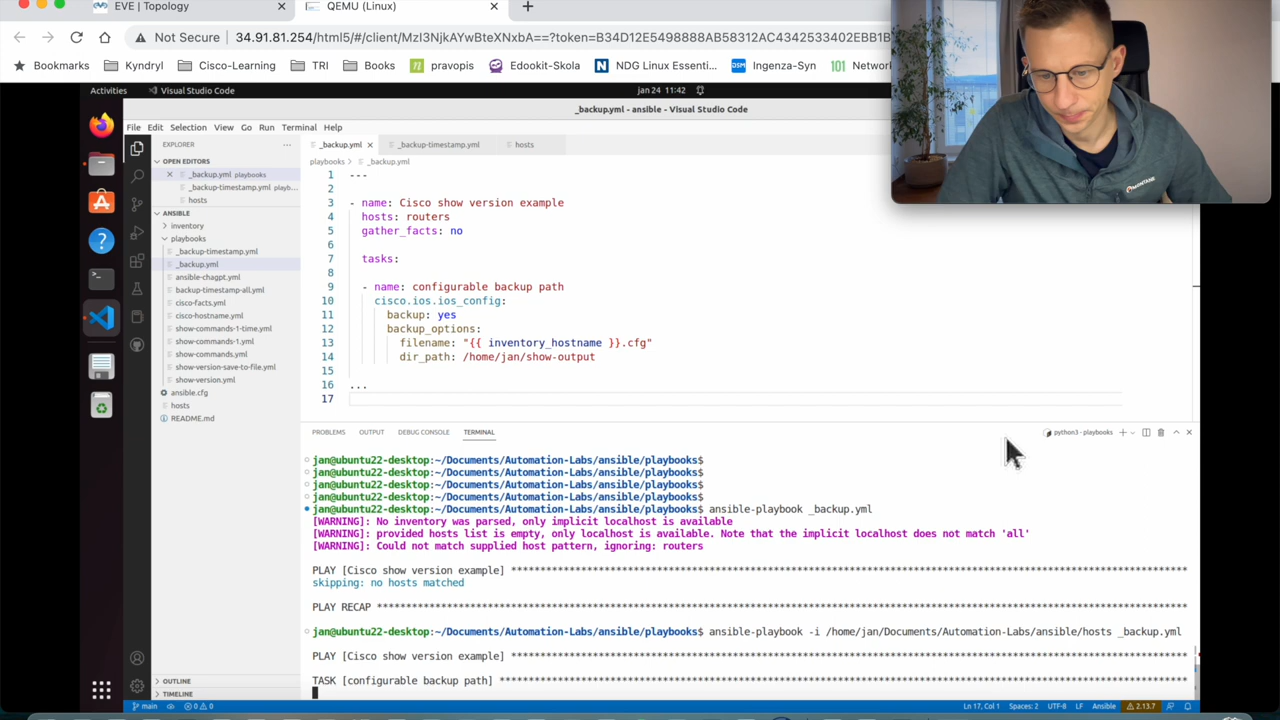 EVE | Topology
QEMU (Linux)
Not Secure
34.91.81.254/html5/#/client/MzI3NjkAYwBteXNxbA==?token=B34D12E5498888AB58312AC4342533402EBB1B
Bookmarks
Kyndryl
Cisco-Learning
TRI
Books
pravopis
Edookit-Skola
NDG Linux Essenti...
Ingenza-Syn
Network
Activities
Visual Studio Code
jan 24 11:42
_backup.yml - ansible - Visual Studio Code
File Edit Selection View Go Run Terminal Help
EXPLORER
OPEN EDITORS
_backup.yml playbooks
_backup-timestamp.yml playb...
hosts
ANSIBLE
inventory
playbooks
_backup-timestamp.yml
_backup.yml
ansible-chagpt.yml
backup-timestamp-all.yml
cisco-facts.yml
cisco-hostname.yml
show-commands-1-time.yml
show-commands-1.yml
show-commands.yml
show-version-save-to-file.yml
show-version.yml
ansible.cfg
hosts
README.md
OUTLINE
TIMELINE
_backup.yml
_backup-timestamp.yml
hosts
playbooks > _backup.yml
1 ---
2
3 - name: Cisco show version example
4 hosts: routers
5 gather_facts: no
6
7 tasks:
8
9 - name: configurable backup path
10 cisco.ios.ios_config:
11 backup: yes
12 backup_options:
13 filename: "{{ inventory_hostname }}.cfg"
14 dir_path: /home/jan/show-output
15
16 ...
17
PROBLEMS OUTPUT DEBUG CONSOLE TERMINAL
python3 - playbooks
jan@ubuntu22-desktop:~/Documents/Automation-Labs/ansible/playbooks$
jan@ubuntu22-desktop:~/Documents/Automation-Labs/ansible/playbooks$
jan@ubuntu22-desktop:~/Documents/Automation-Labs/ansible/playbooks$
jan@ubuntu22-desktop:~/Documents/Automation-Labs/ansible/playbooks$
jan@ubuntu22-desktop:~/Documents/Automation-Labs/ansible/playbooks$ ansible-playbook _backup.yml
[WARNING]: No inventory was parsed, only implicit localhost is available
[WARNING]: provided hosts list is empty, only localhost is available. Note that the implicit localhost does not match 'all'
[WARNING]: Could not match supplied host pattern, ignoring: routers
PLAY [Cisco show version example] ****
skipping: no hosts matched
PLAY RECAP ****
jan@ubuntu22-desktop:~/Documents/Automation-Labs/ansible/playbooks$ ansible-playbook -i /home/jan/Documents/Automation-Labs/ansible/hosts _backup.yml
PLAY [Cisco show version example] ****
TASK [configurable backup path] ****
main
0 0
Ln 17, Col 1 Spaces: 2 UTF-8 LF Ansible 2.13.7